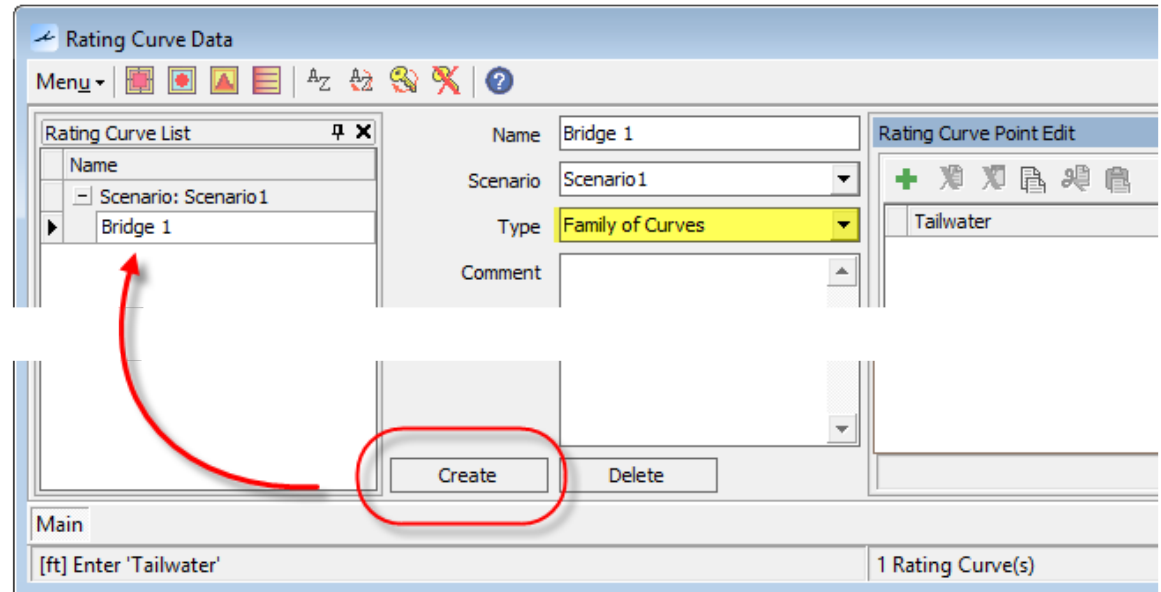 Rating Curve Data
Menu
Rating Curve List
Name
Scenario: Scenario1
Bridge 1
Name Bridge 1
Scenario Scenario1
Type Family of Curves
Comment
Create Delete
Rating Curve Point Edit
Tailwater
Main
[ft] Enter 'Tailwater' 1 Rating Curve(s)